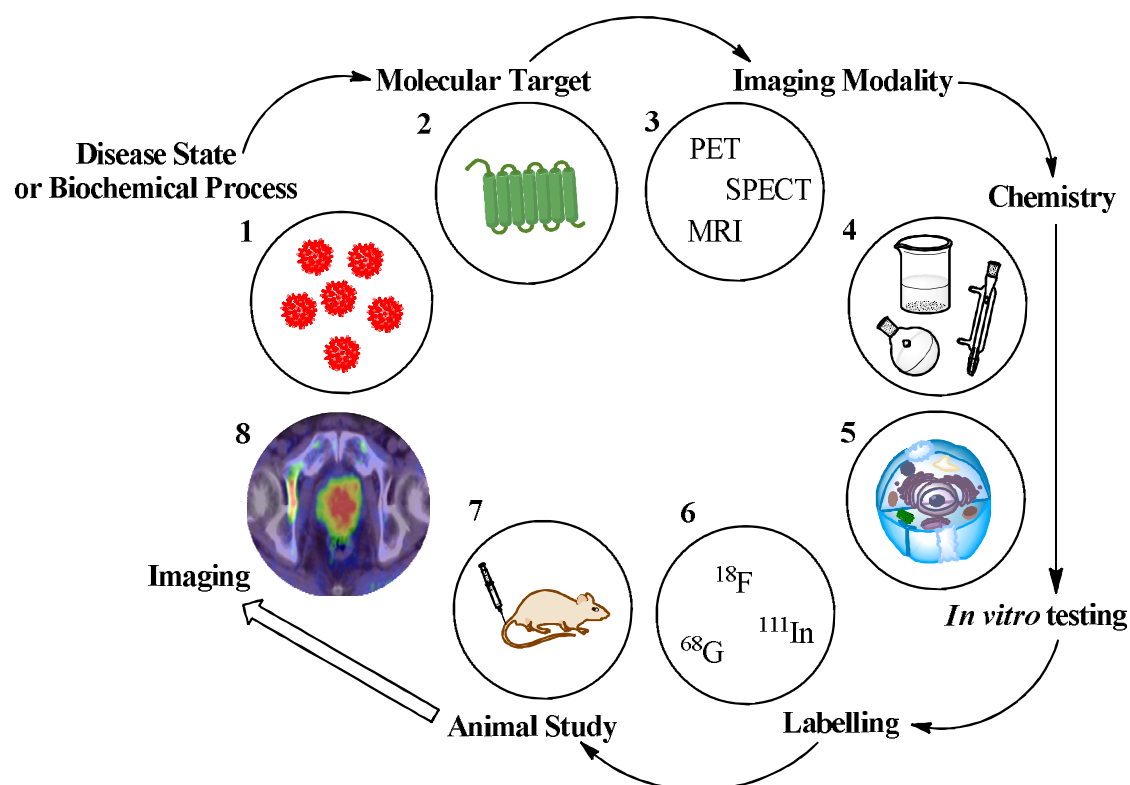 Disease State
or Biochemical Process
1
Molecular Target
2
Imaging Modality
3
PET
SPECT
MRI
Chemistry
4
5
In vitro testing
6
¹⁸F
¹¹¹In
⁶⁸G
Labelling
7
Animal Study
8
Imaging